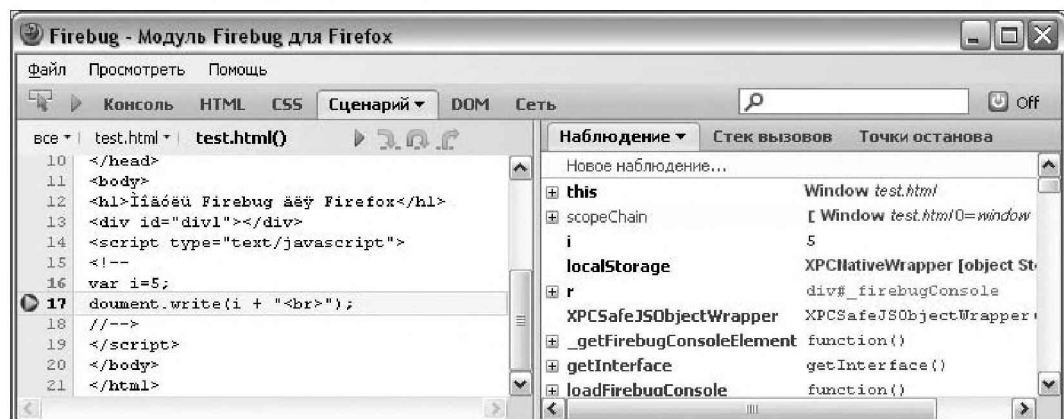 Firebug - Модуль Firebug для Firefox
Файл Просмотреть Помощь
Консоль HTML CSS Сценарий DOM Сеть Off
все test.html test.html()
10 </head>
11 <body>
12 <h1>Ìîäóëü Firebug äëÿ Firefox</h1>
13 <div id="div1"></div>
14 <script type="text/javascript">
15 <!--
16 var i=5;
17 doument.write(i + "<br>");
18 //-->
19 </script>
20 </body>
21 </html>
Наблюдение Стек вызовов Точки останова
Новое наблюдение...
this Window test.html
scopeChain [ Window test.html 0=window
i 5
localStorage XPCNativeWrapper [object Sto
r div#_firebugConsole
XPCSafeJSObjectWrapper XPCSafeJSObjectWrapper
_getFirebugConsoleElement function()
getInterface getInterface()
loadFirebugConsole function()